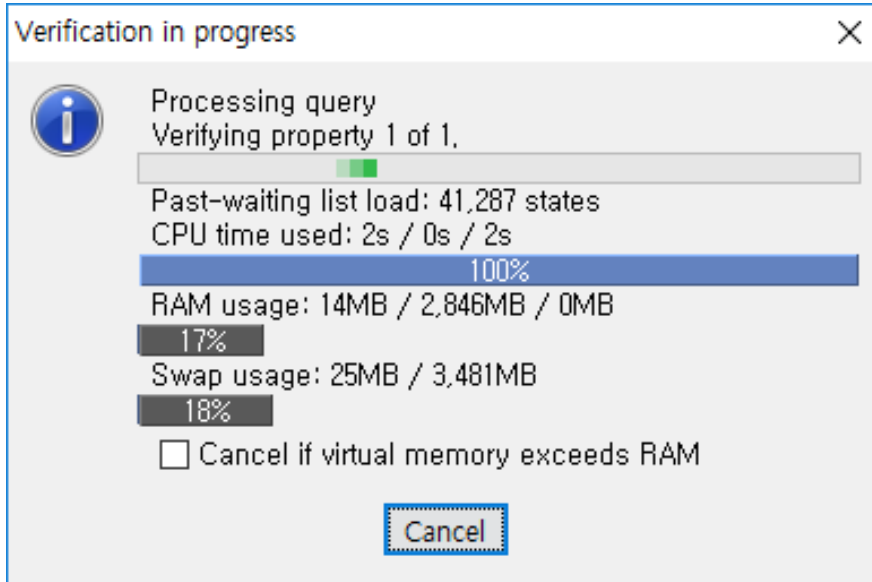 Verification in progress
Processing query
Verifying property 1 of 1,
Past-waiting list load: 41,287 states
CPU time used: 2s / 0s / 2s
100%
RAM usage: 14MB / 2,846MB / 0MB
17%
Swap usage: 25MB / 3,481MB
18%
Cancel if virtual memory exceeds RAM
Cancel